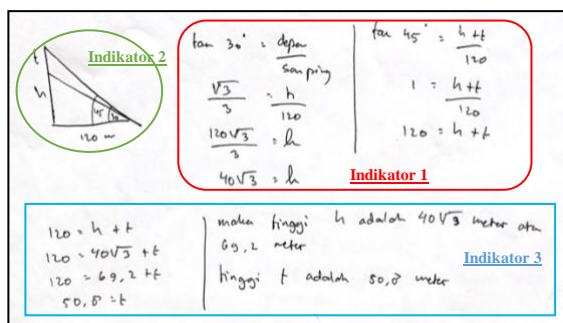 Indikator 2
t
h
45 30
120 m
tan 30° = depan / samping
√3 / 3 = h / 120
120√3 / 3 = h
40√3 = h
tan 45° = h + t / 120
1 = h + t / 120
120 = h + t
Indikator 1
120 = h + t
120 = 40√3 + t
120 = 69,2 + t
50,8 = t
maka tinggi h adalah 40√3 meter atau
69,2 meter
tinggi t adalah 50,8 meter
Indikator 3